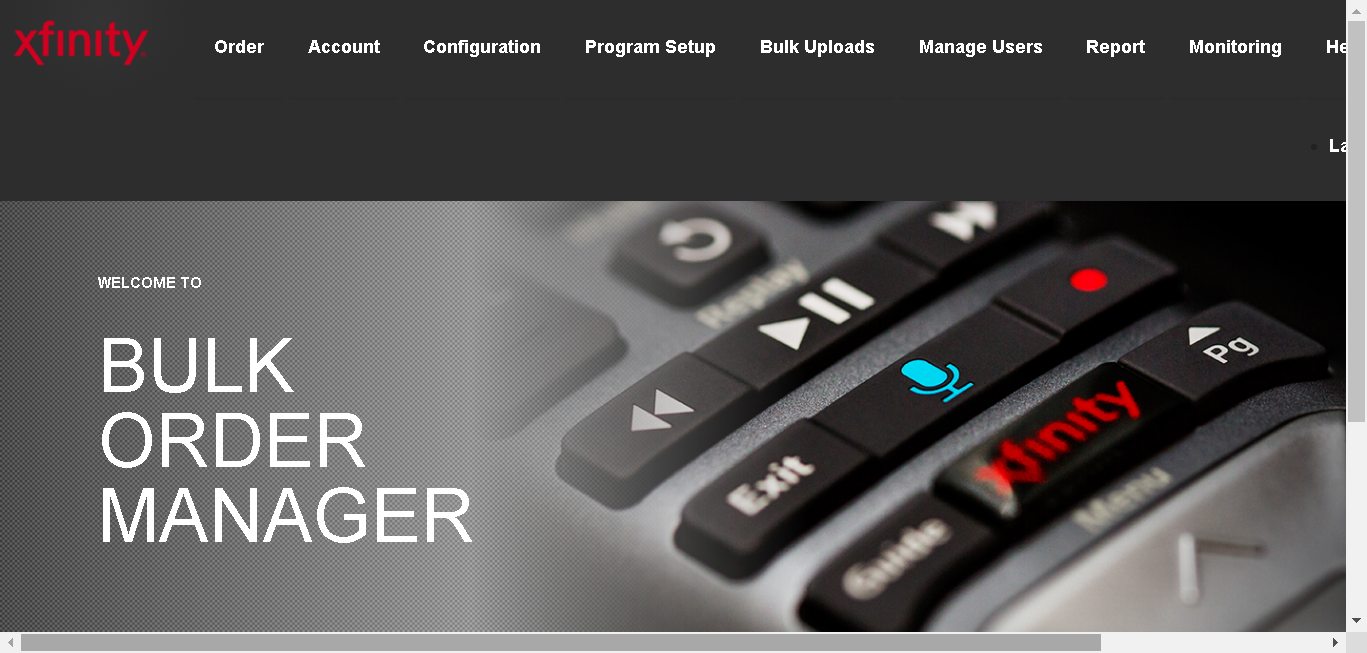 xfinity
Order Account Configuration Program Setup Bulk Uploads Manage Users Report Monitoring He
La
WELCOME TO
BULK
ORDER
MANAGER
Replay
Pg
xfinity
Exit
Menu
Guide